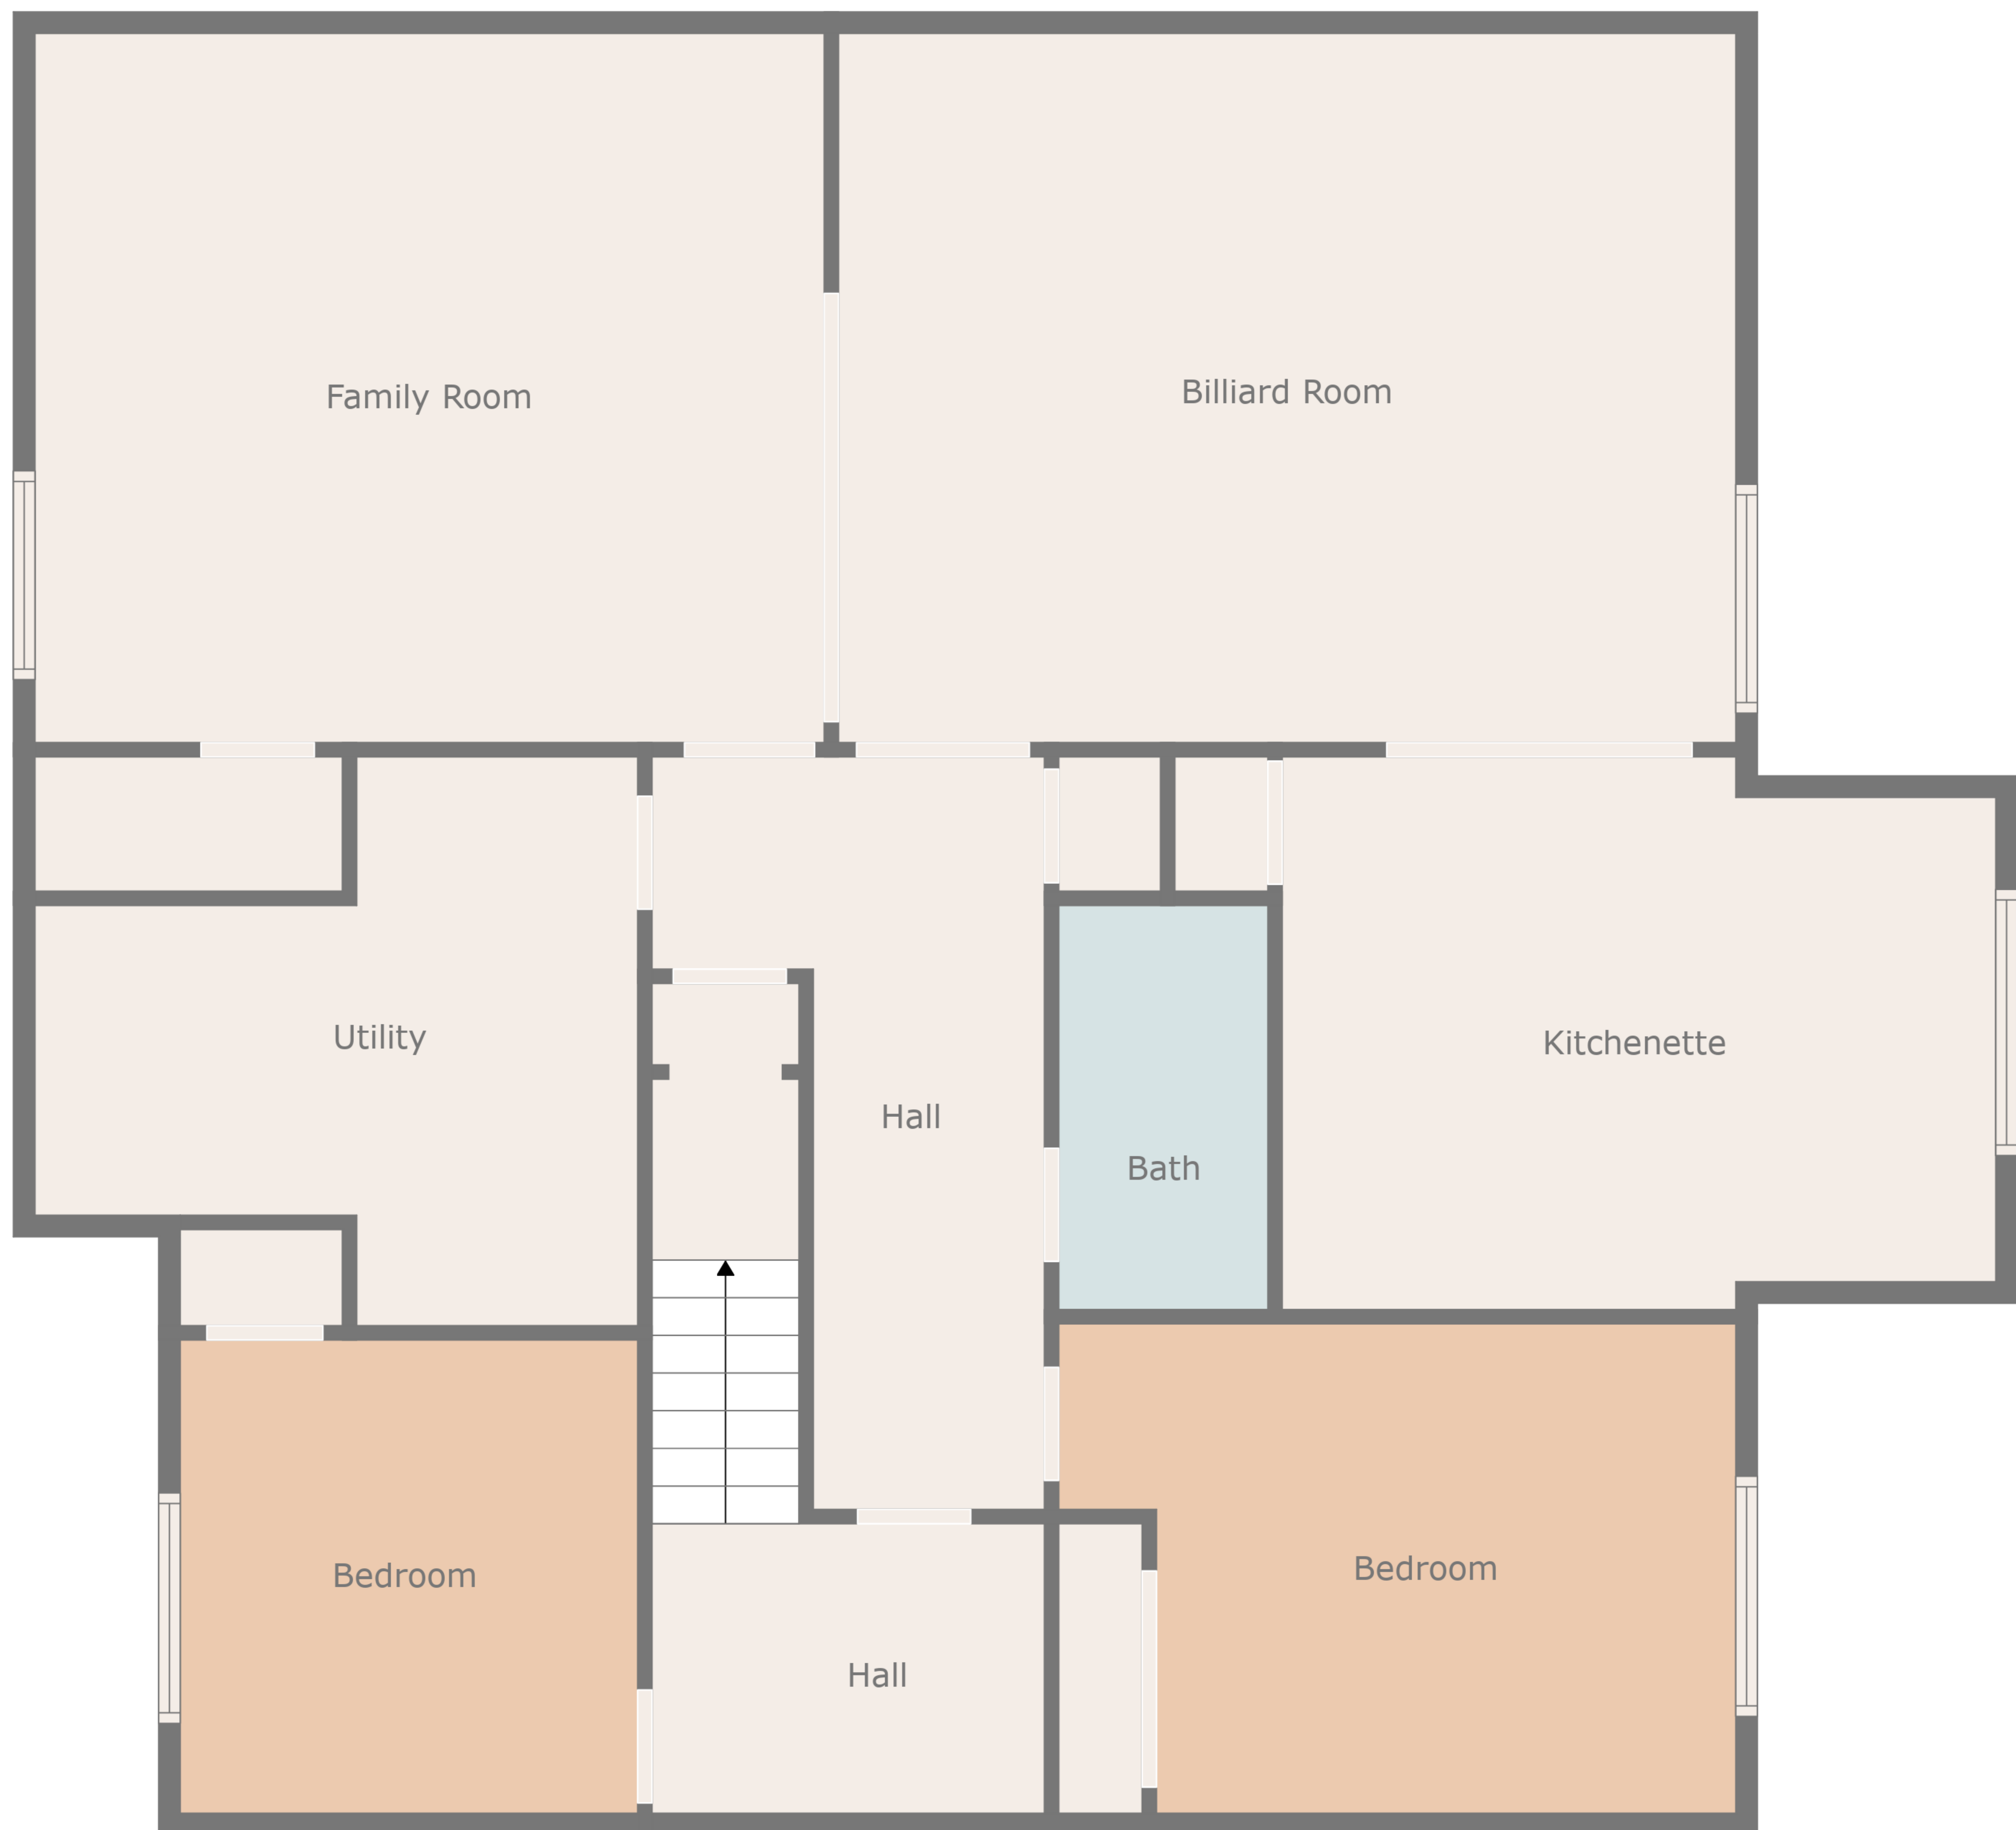 Family Room
Billiard Room
Utility
Kitchenette
Hall
Bath
Bedroom
Bedroom
Hall